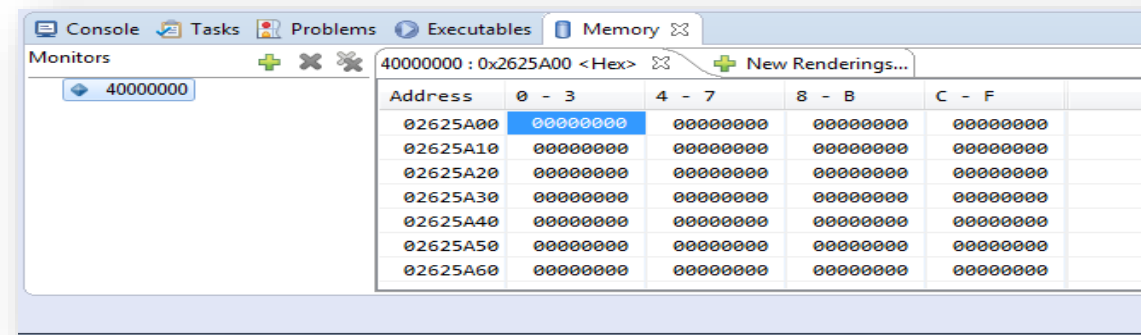 Console Tasks Problems Executables Memory
Monitors
40000000
40000000 : 0x2625A00 <Hex> New Renderings...
Address 0 - 3 4 - 7 8 - B C - F
02625A00 00000000 00000000 00000000 00000000
02625A10 00000000 00000000 00000000 00000000
02625A20 00000000 00000000 00000000 00000000
02625A30 00000000 00000000 00000000 00000000
02625A40 00000000 00000000 00000000 00000000
02625A50 00000000 00000000 00000000 00000000
02625A60 00000000 00000000 00000000 00000000